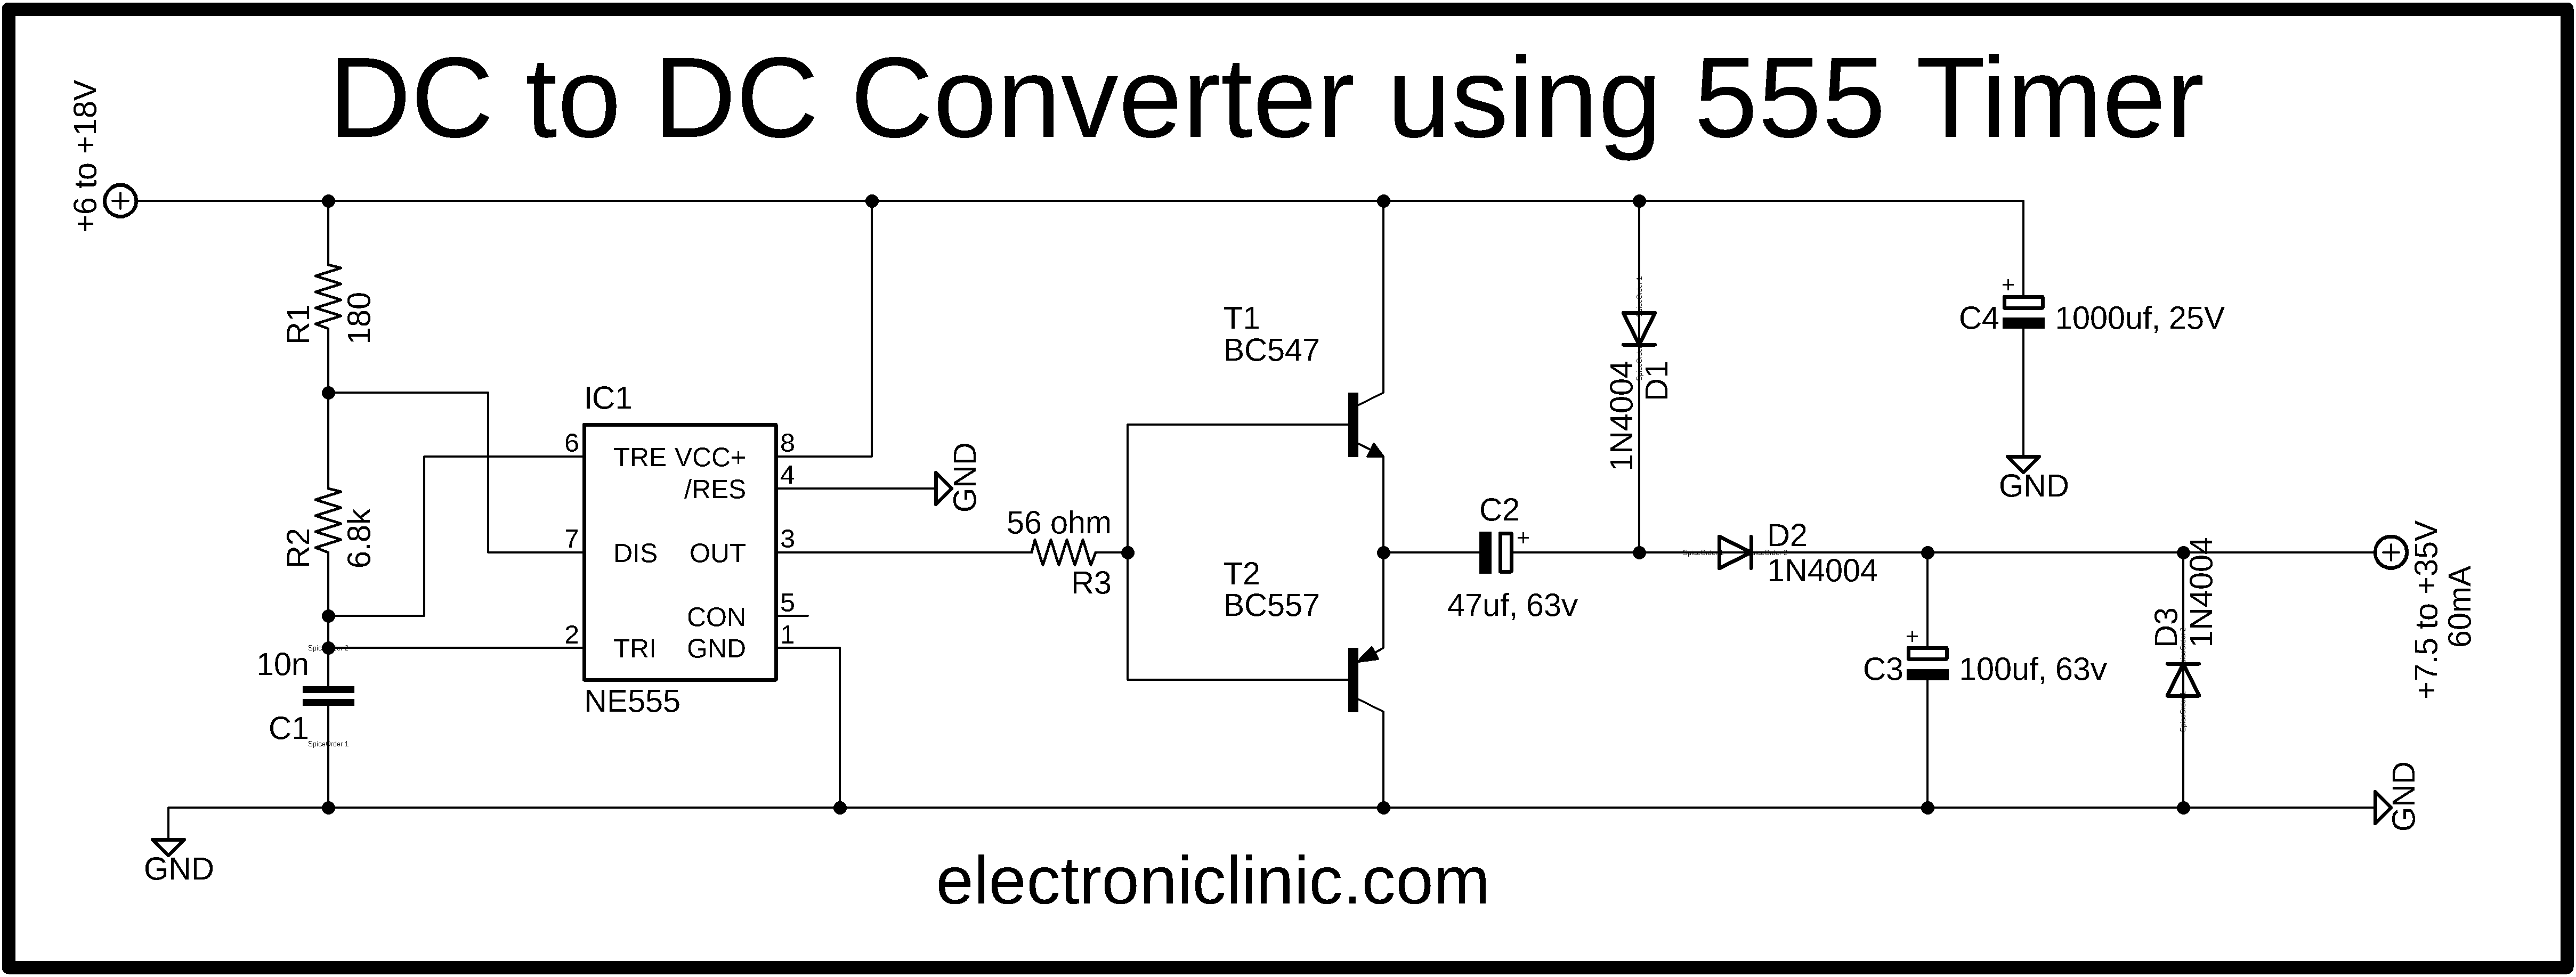 DC to DC Converter using 555 Timer
+6 to +18V
R1
180
R2
6.8k
10n
C1
SpiceOrder 1
IC1
6
7
2
TRE VCC+
/RES
DIS OUT
CON
TRI GND
8
4
3
5
1
NE555
GND
56 ohm
R3
T1
BC547
T2
BC557
C2
+
47uf, 63v
1N4004
D1
D2
1N4004
+
C4
1000uf, 25V
GND
+
C3
100uf, 63v
D3
1N4004
+7.5 to +35V
60mA
GND
GND
electroniclinic.com